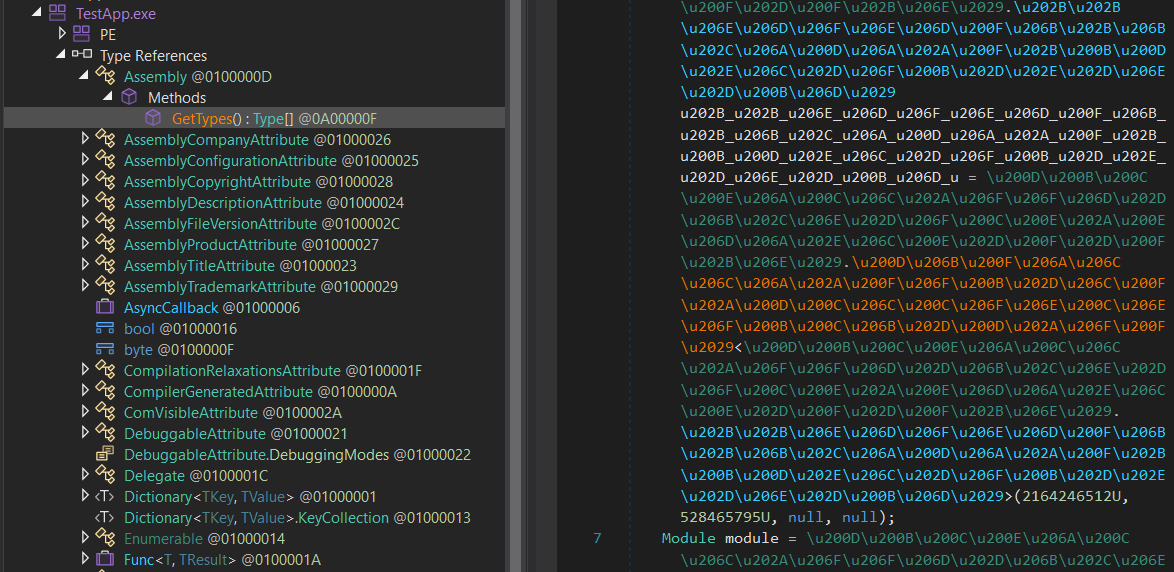 TestApp.exe
PE
Type References
Assembly @0100000D
Methods
GetTypes() : Type[] @0A00000F
AssemblyCompanyAttribute @01000026
AssemblyConfigurationAttribute @01000025
AssemblyCopyrightAttribute @01000028
AssemblyDescriptionAttribute @01000024
AssemblyFileVersionAttribute @0100002C
AssemblyProductAttribute @01000027
AssemblyTitleAttribute @01000023
AssemblyTrademarkAttribute @01000029
AsyncCallback @01000006
bool @01000016
byte @0100000F
CompilationRelaxationsAttribute @0100001F
CompilerGeneratedAttribute @0100000A
ComVisibleAttribute @0100002A
DebuggableAttribute @01000021
DebuggableAttribute.DebuggingModes @01000022
Delegate @0100001C
Dictionary<TKey, TValue> @01000001
Dictionary<TKey, TValue>.KeyCollection @01000013
Enumerable @01000014
Func<T, TResult> @0100001A
\u200F\u202D\u200F\u202B\u206E\u2029.\u202B\u202B
\u206E\u206D\u206F\u206E\u206D\u200F\u206B\u202B\u206B
\u202C\u206A\u200D\u206A\u202A\u200F\u202B\u200B\u200D
\u202E\u206C\u202D\u206F\u200B\u202D\u202E\u202D\u206E
\u202D\u200B\u206D\u2029
u202B_u202B_u206E_u206D_u206F_u206E_u206D_u200F_u206B_
u202B_u206B_u202C_u206A_u200D_u206A_u202A_u200F_u202B_
u200B_u200D_u202E_u206C_u202D_u206F_u200B_u202D_u202E_
u202D_u206E_u202D_u200B_u206D_u = \u200D\u200B\u200C
\u200E\u206A\u200C\u206C\u202A\u206F\u206F\u206D\u202D
\u206B\u202C\u206E\u202D\u206F\u200C\u200E\u202A\u200E
\u206D\u206A\u202E\u206C\u200E\u202D\u200F\u202D\u200F
\u202B\u206E\u2029.\u200D\u206B\u200F\u206A\u206C
\u206C\u206A\u202A\u200F\u206F\u200B\u202D\u206C\u200F
\u202A\u200D\u200C\u206C\u200C\u206F\u206E\u200C\u206E
\u206F\u200B\u200C\u206B\u202D\u200D\u202A\u206F\u200F
\u2029<\u200D\u200B\u200C\u200E\u206A\u200C\u206C
\u202A\u206F\u206F\u206D\u202D\u206B\u202C\u206E\u202D
\u206F\u200C\u200E\u202A\u200E\u206D\u206A\u202E\u206C
\u200E\u202D\u200F\u202D\u200F\u202B\u206E\u2029.
\u202B\u202B\u206E\u206D\u206F\u206E\u206D\u200F\u206B
\u202B\u206B\u202C\u206A\u200D\u206A\u202A\u200F\u202B
\u200B\u200D\u202E\u206C\u202D\u206F\u200B\u202D\u202E
\u202D\u206E\u202D\u200B\u206D\u2029>(2164246512U,
528465795U, null, null);
7 Module module = \u200D\u200B\u200C\u200E\u206A\u200C
\u206C\u202A\u206F\u206F\u206D\u202D\u206B\u202C\u206E